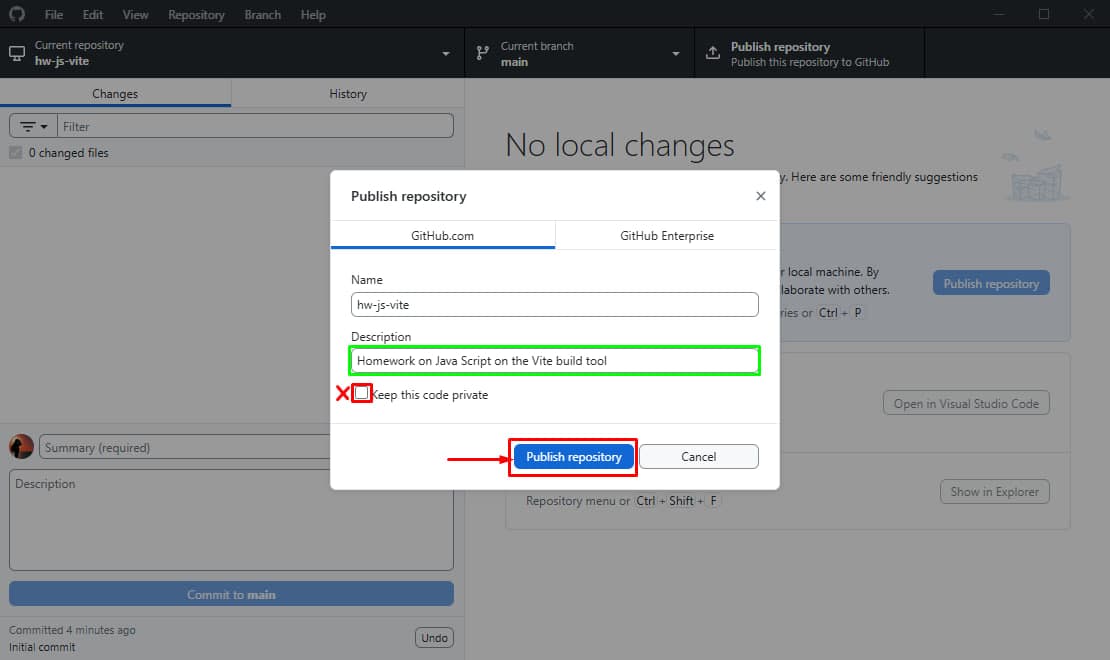 File Edit View Repository Branch Help
Current repository
hw-js-vite
Current branch
main
Publish repository
Publish this repository to GitHub
Changes History
Filter
0 changed files
No local changes
y. Here are some friendly suggestions
Publish repository
GitHub.com GitHub Enterprise
Name
hw-js-vite
Description
Homework on Java Script on the Vite build tool
Keep this code private
Publish repository Cancel
r local machine. By
laborate with others.
Publish repository
ries or Ctrl + P
Open in Visual Studio Code
Show in Explorer
Repository menu or Ctrl + Shift + F
Summary (required)
Description
Commit to main
Committed 4 minutes ago
Initial commit
Undo